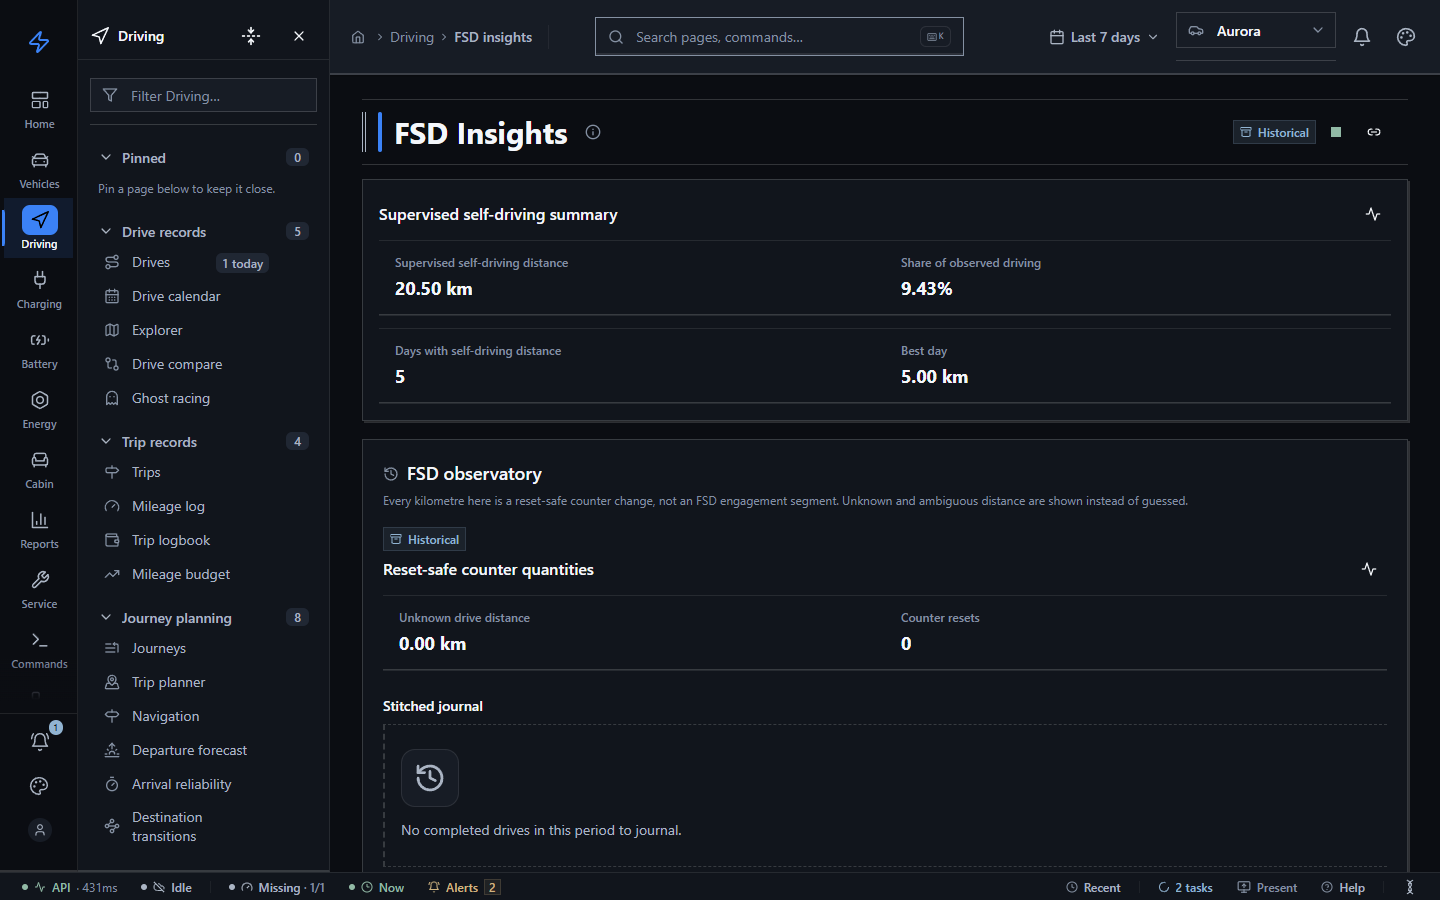 Home
Vehicles
Driving
Charging
Battery
Energy
Cabin
Reports
Service
Commands
1
Driving
Filter Driving...
Pinned 0
Pin a page below to keep it close.
Drive records 5
Drives 1 today
Drive calendar
Explorer
Drive compare
Ghost racing
Trip records 4
Trips
Mileage log
Trip logbook
Mileage budget
Journey planning 8
Journeys
Trip planner
Navigation
Departure forecast
Arrival reliability
Destination
transitions
Driving FSD insights
Search pages, commands... K
Last 7 days
Aurora
FSD Insights
Historical
Supervised self-driving summary
Supervised self-driving distance
20.50 km
Share of observed driving
9.43%
Days with self-driving distance
5
Best day
5.00 km
FSD observatory
Every kilometre here is a reset-safe counter change, not an FSD engagement segment. Unknown and ambiguous distance are shown instead of guessed.
Historical
Reset-safe counter quantities
Unknown drive distance
0.00 km
Counter resets
0
Stitched journal
No completed drives in this period to journal.
API · 431ms
Idle
Missing · 1/1
Now
Alerts 2
Recent
2 tasks
Present
Help